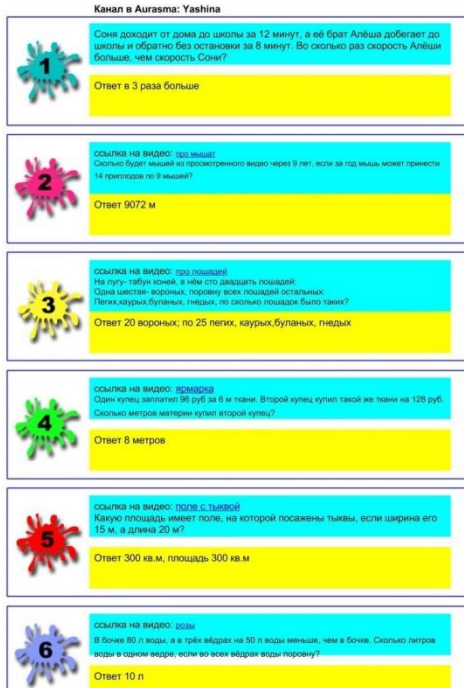 Канал в Aurasma: Yashina
1
Соня доходит от дома до школы за 12 минут, а её брат Алёша добегает до
школы и обратно без остановки за 8 минут. Во сколько раз скорость Алёши
больше, чем скорость Сони?
Ответ в 3 раза больше
2
ссылка на видео: про мышат
Сколько будет мышей из просмотренного видео через 9 лет, если за год мышь может принести
14 приплодов по 9 мышей?
Ответ 9072 м
3
ссылка на видео: про лошадей
На лугу- табун коней, в нём сто двадцать лошадей:
Одна шестая- вороных, поровну всех лошадей остальных:
Пегих,каурых,буланых, гнедых, по сколько лошадок было таких?
Ответ 20 вороных; по 25 пегих, каурых,буланых, гнедых
4
ссылка на видео: ярмарка
Один купец заплатил 96 руб за 6 м ткани. Второй купец купил такой же ткани на 128 руб.
Сколько метров материи купил второй купец?
Ответ 8 метров
5
ссылка на видео: поле с тыквой
Какую площадь имеет поле, на которой посажены тыквы, если ширина его
15 м, а длина 20 м?
Ответ 300 кв.м, площадь 300 кв.м
6
ссылка на видео: розы
В бочке 80 л воды, а в трёх вёдрах на 50 л воды меньше, чем в бочке. Сколько литров
воды в одном ведре, если во всех вёдрах воды поровну?
Ответ 10 л